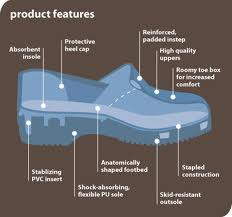 product features
Absorbent
insole
Protective
heel cap
Reinforced,
padded instep
High quality
uppers
Roomy toe box
for increased
comfort
Stablizing
PVC insert
Shock-absorbing,
flexible PU sole
Anatomically
shaped footbed
Skid-resistant
outsole
Stapled
construction